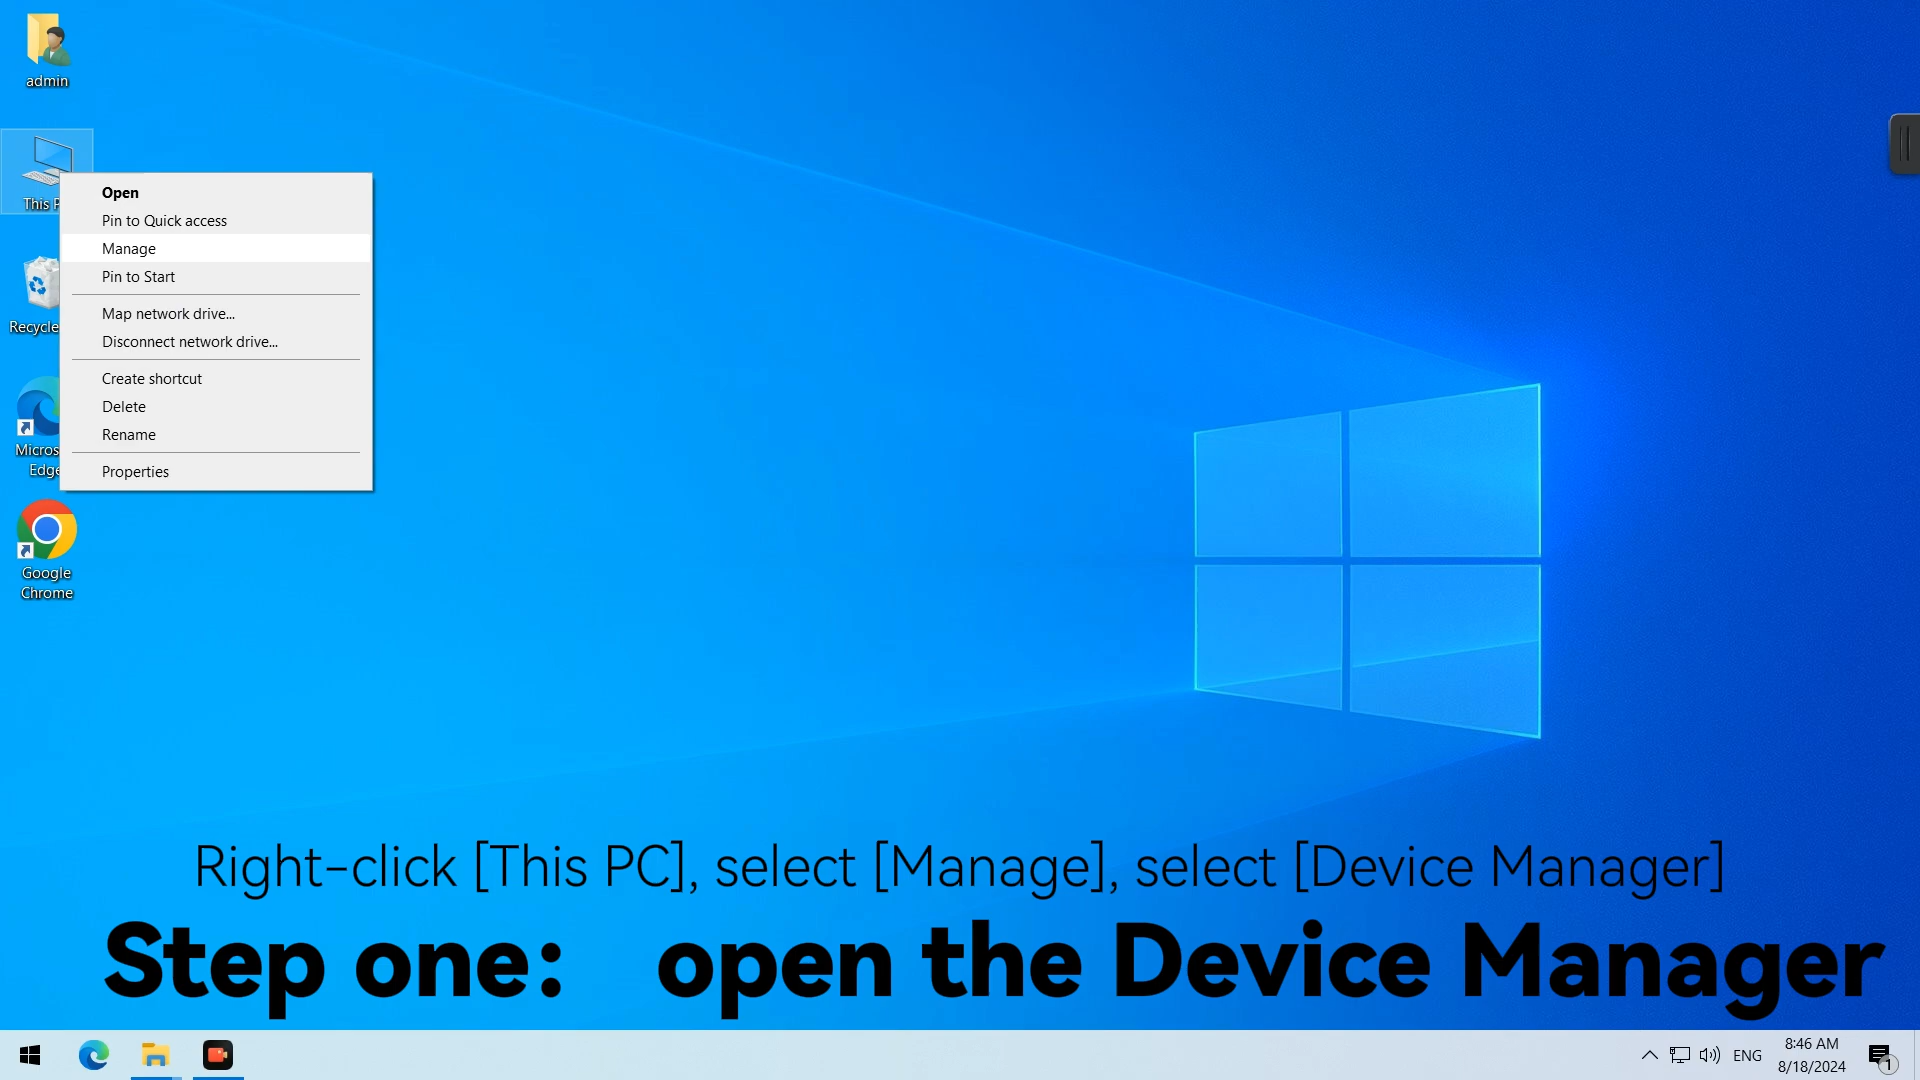 admin
This P
Open
Pin to Quick access
Manage
Pin to Start
Map network drive...
Disconnect network drive...
Create shortcut
Delete
Rename
Properties
Recycle
Micros
Edge
Google
Chrome
Right-click [This PC], select [Manage], select [Device Manager]
Step one: open the Device Manager
ENG
8:46 AM
8/18/2024
1